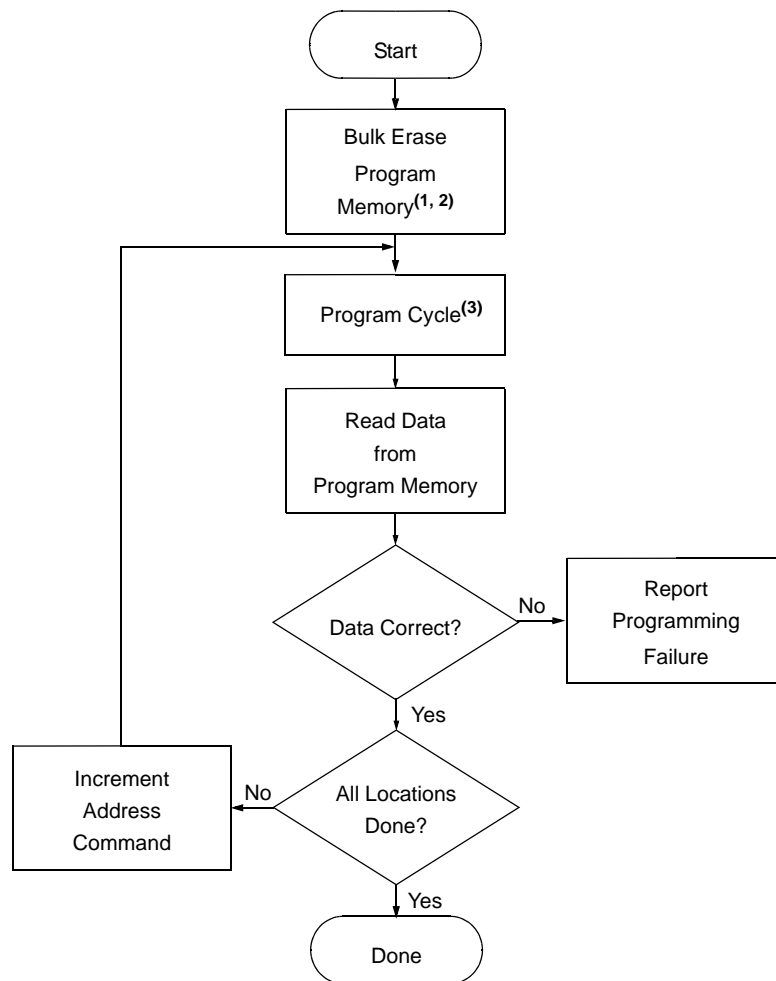 Start
Bulk Erase
Program
Memory(1, 2)
Program Cycle(3)
Read Data
from
Program Memory
Data Correct?
No
Report
Programming
Failure
Yes
All Locations
Done?
No
Increment
Address
Command
Yes
Done